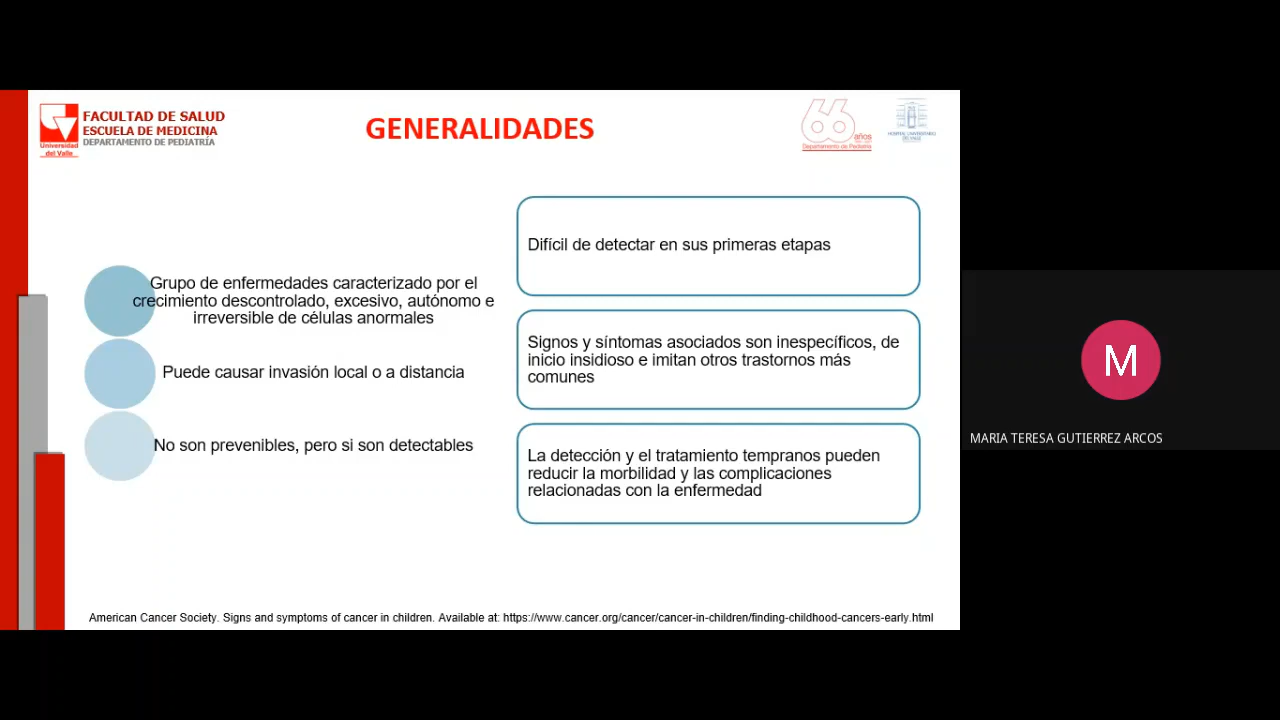 FACULTAD DE SALUD
ESCUELA DE MEDICINA
DEPARTAMENTO DE PEDIATRÍA
Universidad
del Valle
GENERALIDADES
66 años
Departamento de Pediatría
HOSPITAL UNIVERSITARIO
DEL VALLE
Grupo de enfermedades caracterizado por el
crecimiento descontrolado, excesivo, autónomo e
irreversible de células anormales
Puede causar invasión local o a distancia
No son prevenibles, pero si son detectables
Difícil de detectar en sus primeras etapas
Signos y síntomas asociados son inespecíficos, de
inicio insidioso e imitan otros trastornos más
comunes
La detección y el tratamiento tempranos pueden
reducir la morbilidad y las complicaciones
relacionadas con la enfermedad
American Cancer Society. Signs and symptoms of cancer in children. Available at: https://www.cancer.org/cancer/cancer-in-children/finding-childhood-cancers-early.html
M
MARIA TERESA GUTIERREZ ARCOS